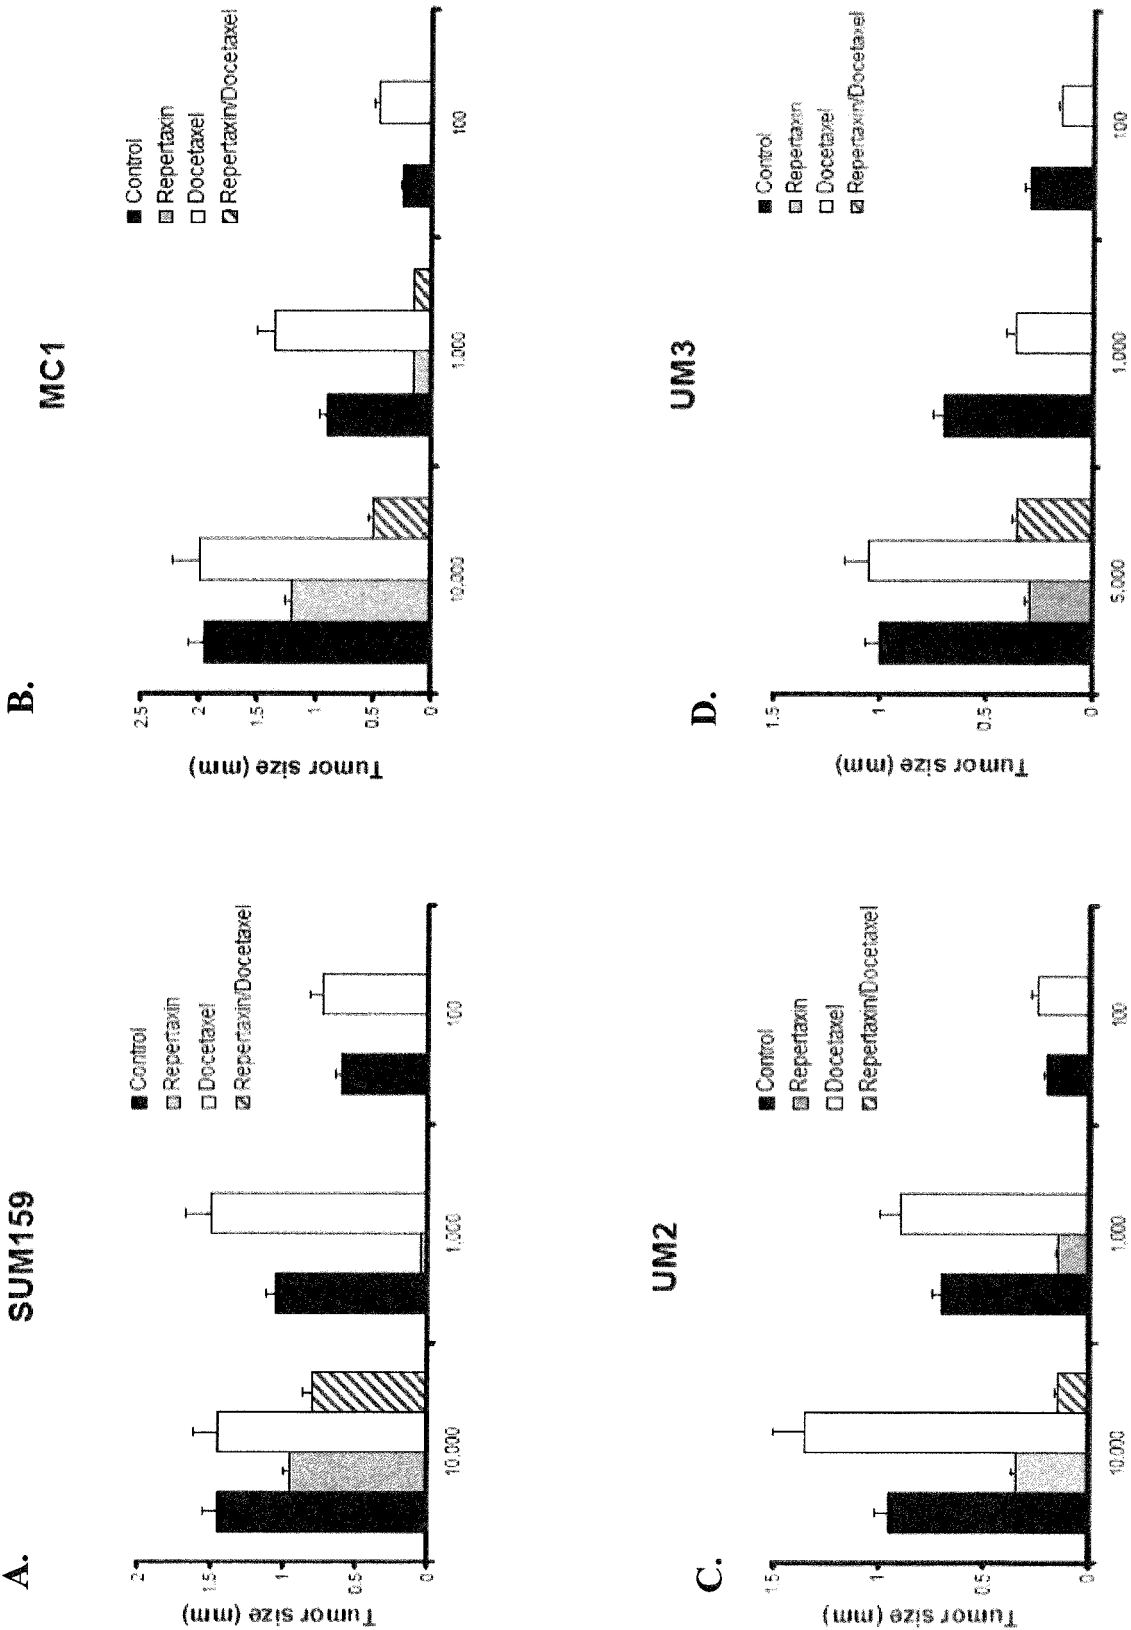 A.
SUM159
Tumor size (mm)
2
1.5
1
0.5
0
10.000
1.000
100
Control
Repertaxin
Docetaxel
Repertaxin/Docetaxel
B.
MC1
Tumor size (mm)
2.5
2
1.5
1
0.5
0
10.000
1.000
100
Control
Repertaxin
Docetaxel
Repertaxin/Docetaxel
C.
UM2
Tumor size (mm)
1.5
1
0.5
0
10.000
1.000
100
Control
Repertaxin
Docetaxel
Repertaxin/Docetaxel
D.
UM3
Tumor size (mm)
1.5
1
0.5
0
5.000
1.000
100
Control
Repertaxin
Docetaxel
Repertaxin/Docetaxel